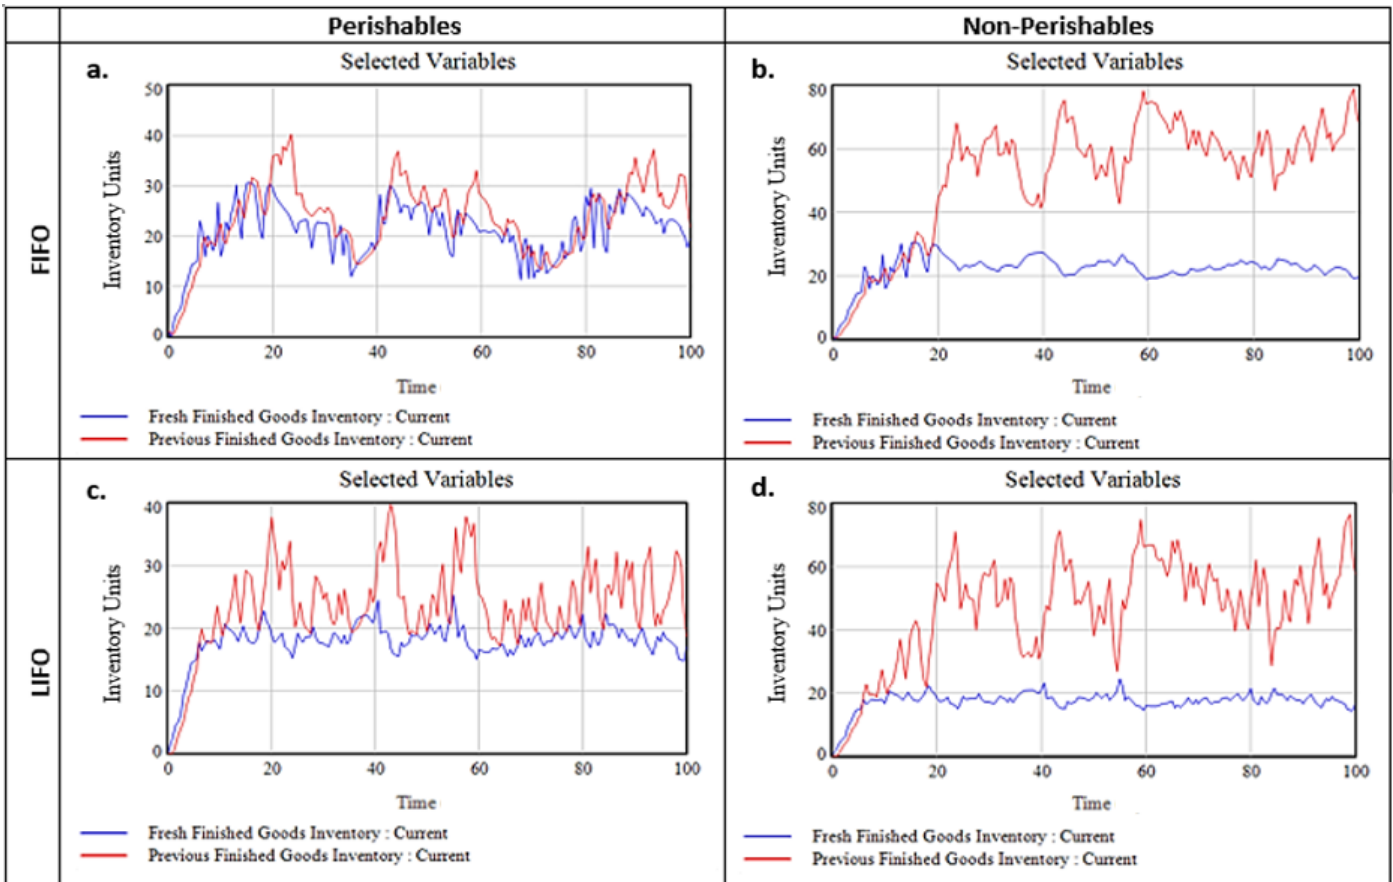 Perishables
Non-Perishables
FIFO
a.
Selected Variables
Inventory Units
50
40
30
20
10
0
0 20 40 60 80 100
Time
Fresh Finished Goods Inventory : Current
Previous Finished Goods Inventory : Current
b.
Selected Variables
Inventory Units
80
60
40
20
0
0 20 40 60 80 100
Time
Fresh Finished Goods Inventory : Current
Previous Finished Goods Inventory : Current
LIFO
c.
Selected Variables
Inventory Units
40
30
20
10
0
0 20 40 60 80 100
Time
Fresh Finished Goods Inventory : Current
Previous Finished Goods Inventory : Current
d.
Selected Variables
Inventory Units
80
60
40
20
0
0 20 40 60 80 100
Time
Fresh Finished Goods Inventory : Current
Previous Finished Goods Inventory : Current